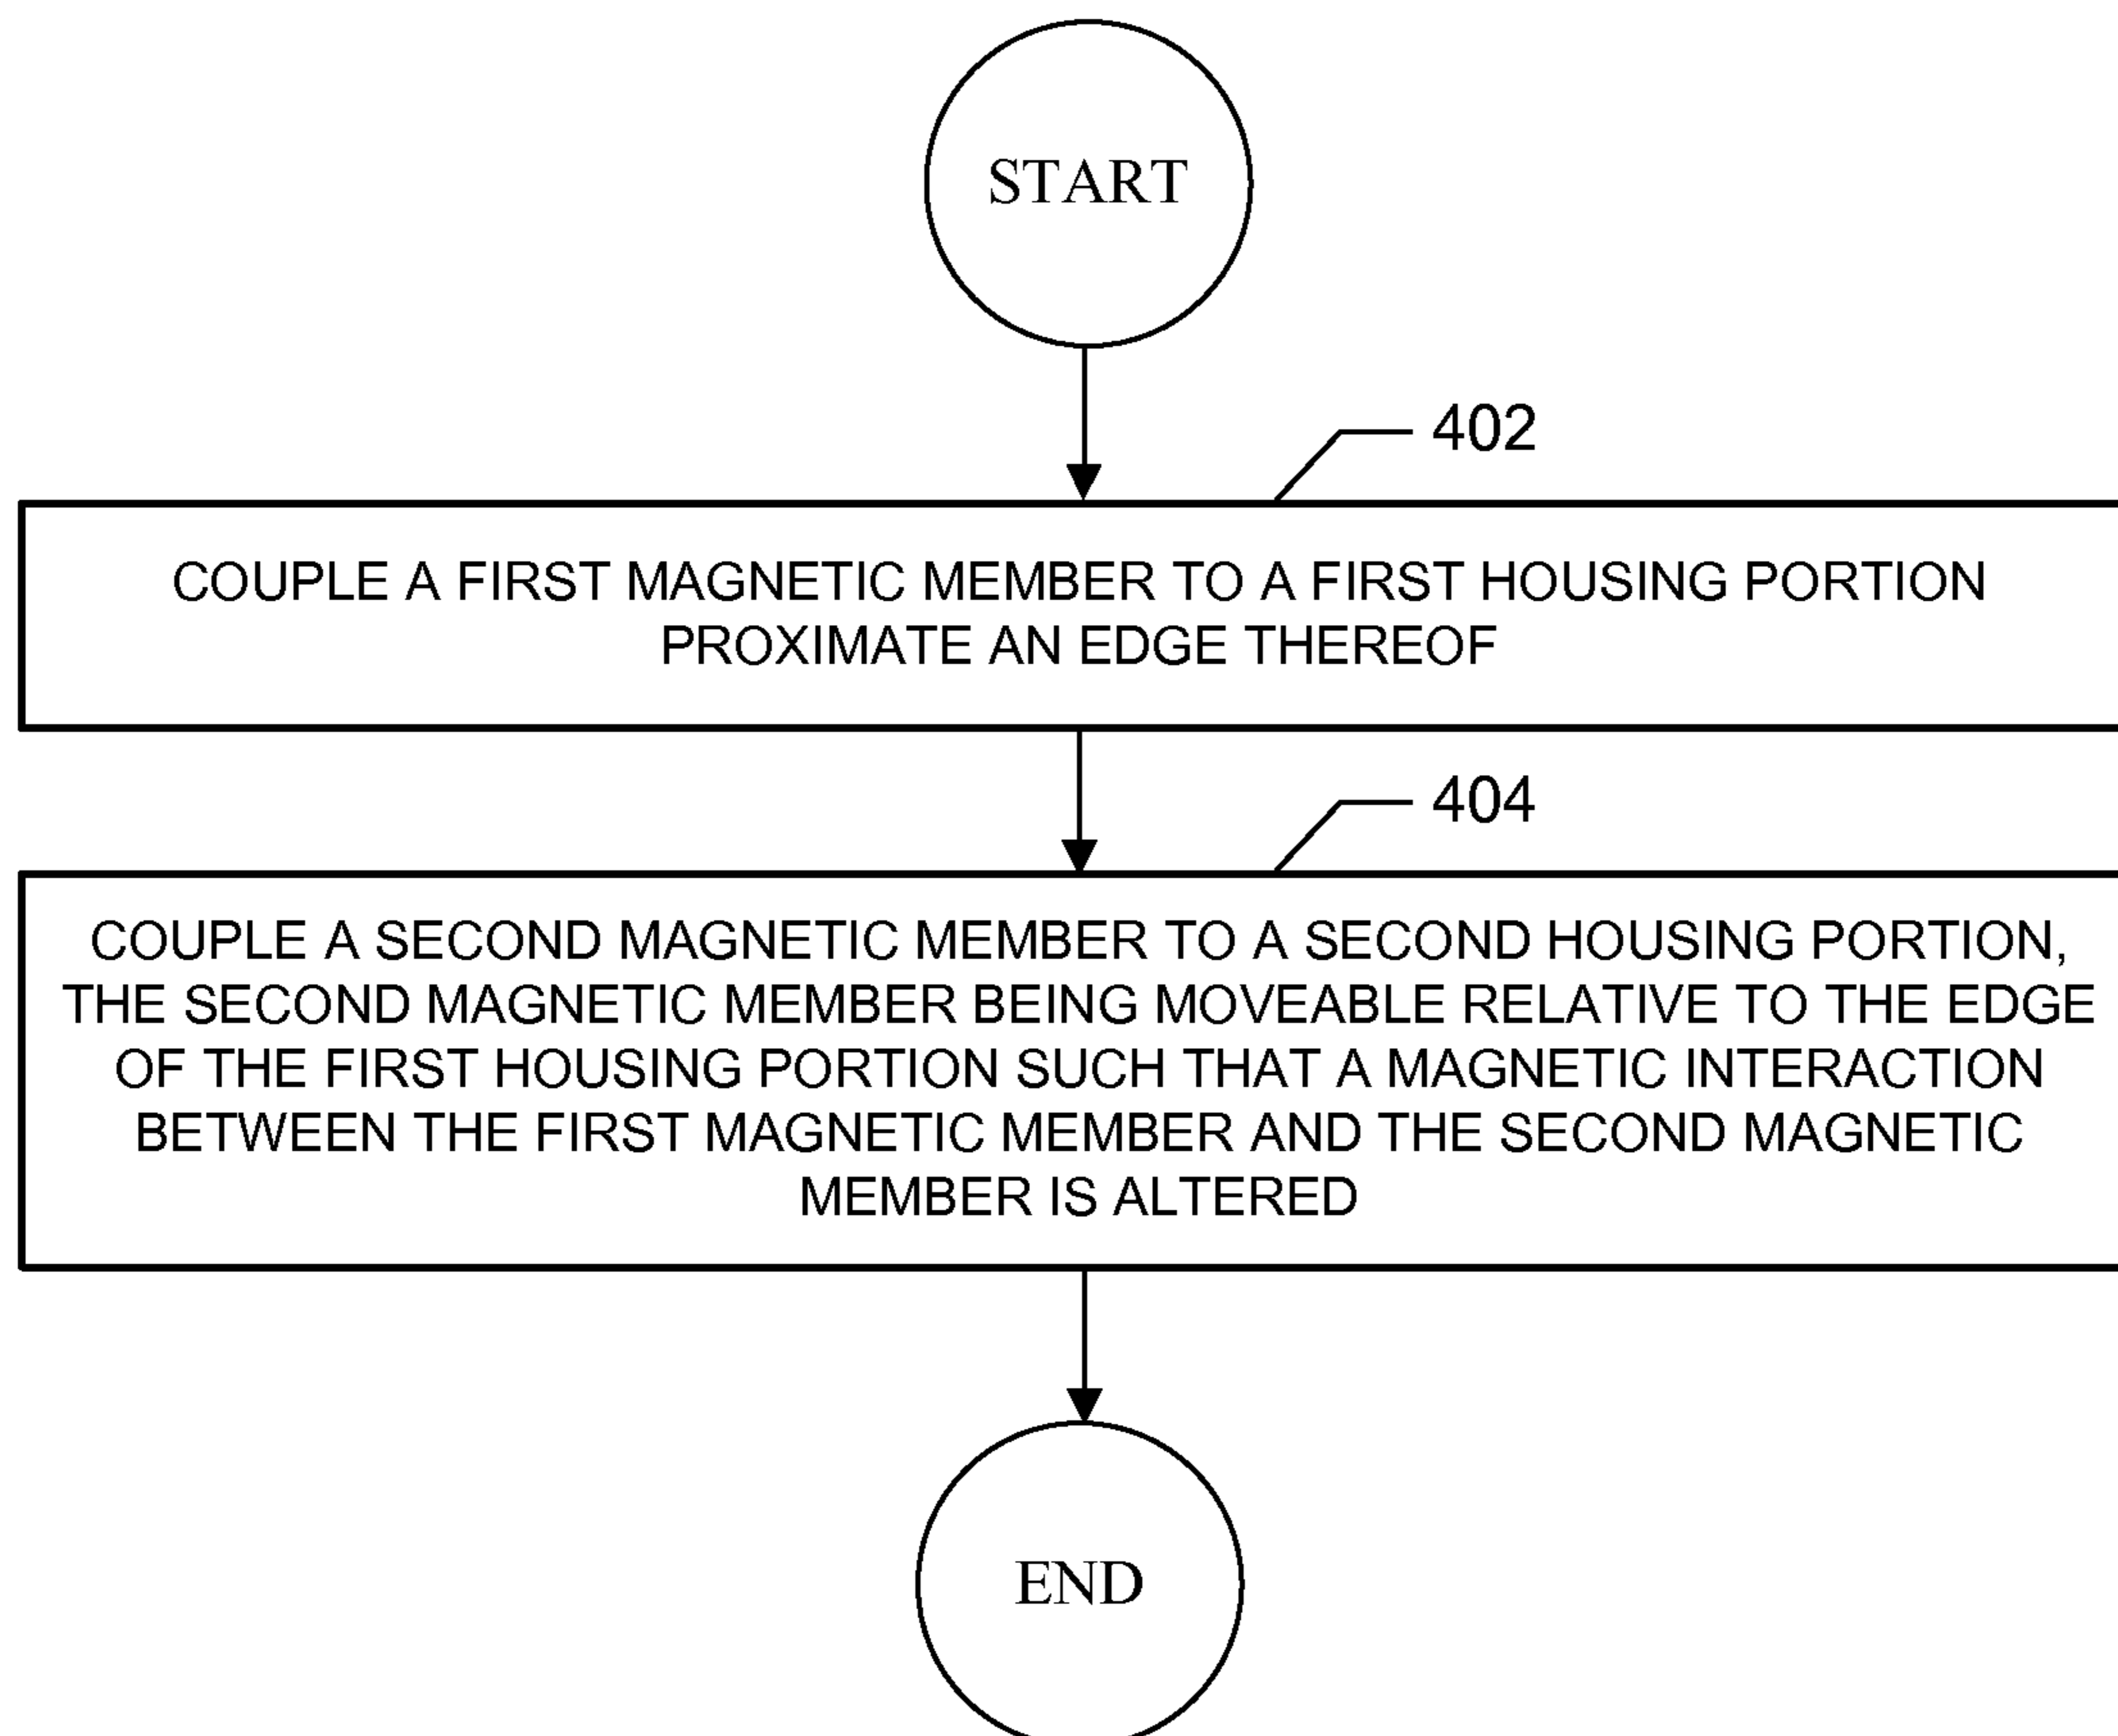 START
402
COUPLE A FIRST MAGNETIC MEMBER TO A FIRST HOUSING PORTION
PROXIMATE AN EDGE THEREOF
404
COUPLE A SECOND MAGNETIC MEMBER TO A SECOND HOUSING PORTION,
THE SECOND MAGNETIC MEMBER BEING MOVEABLE RELATIVE TO THE EDGE
OF THE FIRST HOUSING PORTION SUCH THAT A MAGNETIC INTERACTION
BETWEEN THE FIRST MAGNETIC MEMBER AND THE SECOND MAGNETIC
MEMBER IS ALTERED
END